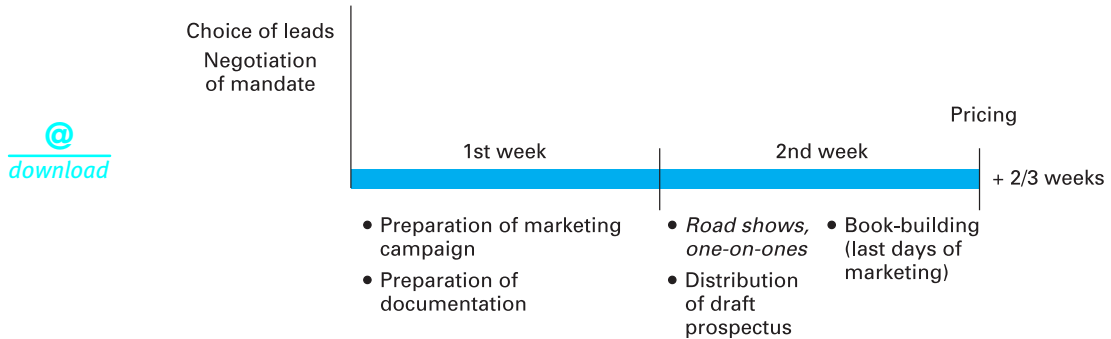 Choice of leads
Negotiation
of mandate
@
download
Pricing
1st week
2nd week
+ 2/3 weeks
• Preparation of marketing
campaign
• Preparation of
documentation
• Road shows,
one-on-ones
• Distribution
of draft
prospectus
• Book-building
(last days of
marketing)